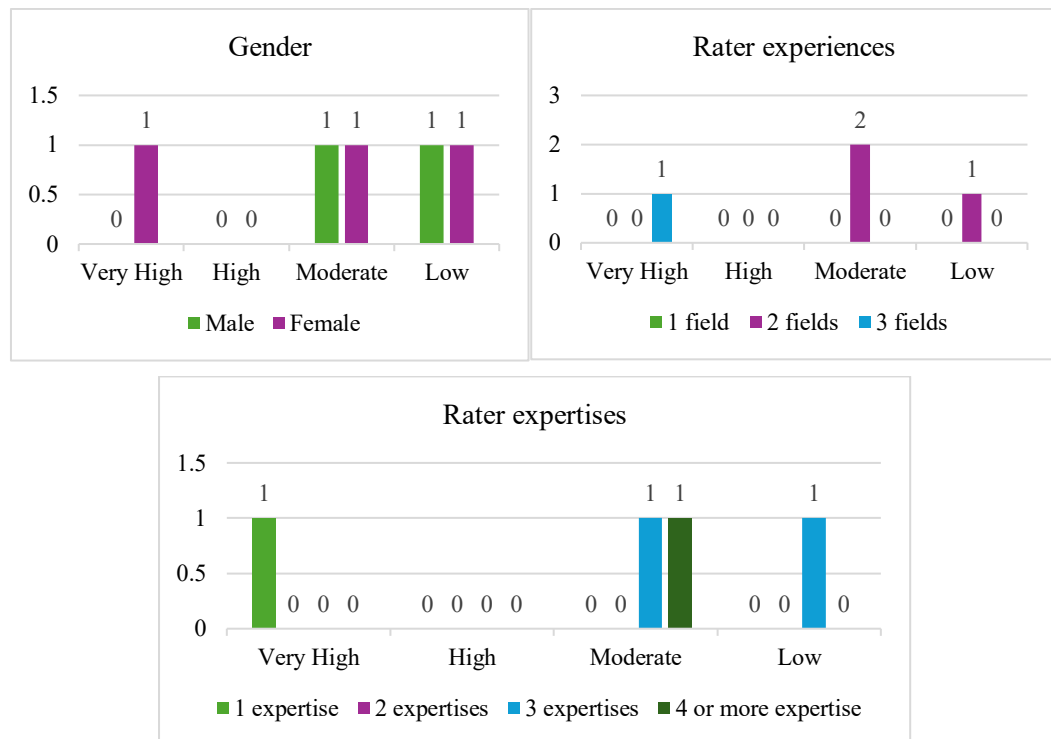 Gender
1.5
1
0.5
0
0 1 0 0 1 1 1 1
Very High High Moderate Low
Male Female
Rater experiences
3
2
1
0
0 0 1 0 0 0 0 2 0 0 1 0
Very High High Moderate Low
1 field 2 fields 3 fields
Rater expertises
1.5
1
0.5
0
1 0 0 0 0 0 0 0 0 0 1 1 0 0 1 0
Very High High Moderate Low
1 expertise 2 expertises 3 expertises 4 or more expertise